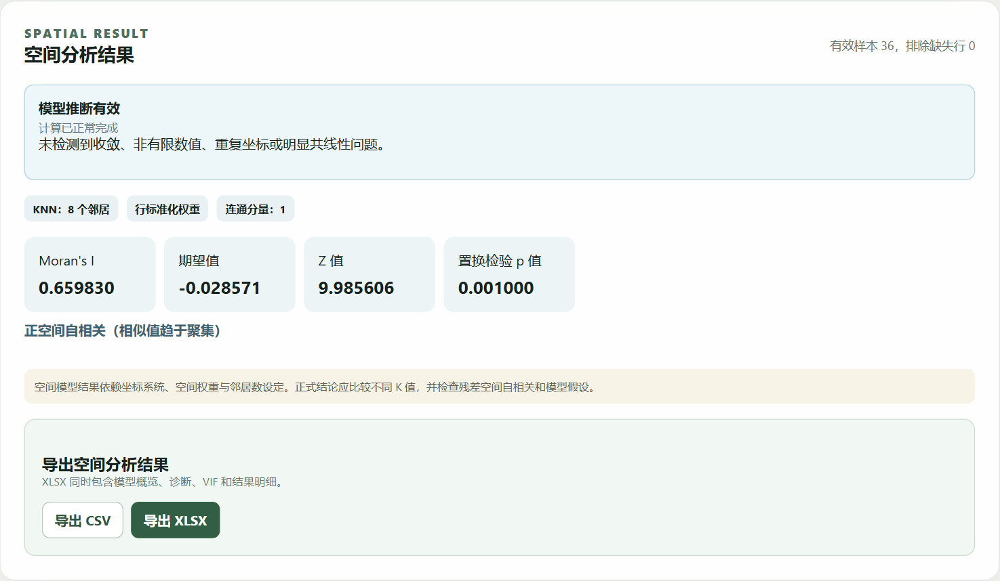 SPATIAL RESULT
空间分析结果
有效样本 36，排除缺失行 0
模型推断有效
计算已正常完成
未检测到收敛、非有限数值、重复坐标或明显共线性问题。
KNN：8 个邻居
行标准化权重
连通分量：1
Moran's I
0.659830
期望值
-0.028571
Z 值
9.985606
置换检验 p 值
0.001000
正空间自相关（相似值趋于聚集）
空间模型结果依赖坐标系统、空间权重与邻居数设定。正式结论应比较不同 K 值，并检查残差空间自相关和模型假设。
导出空间分析结果
XLSX 同时包含模型概览、诊断、VIF 和结果明细。
导出 CSV
导出 XLSX